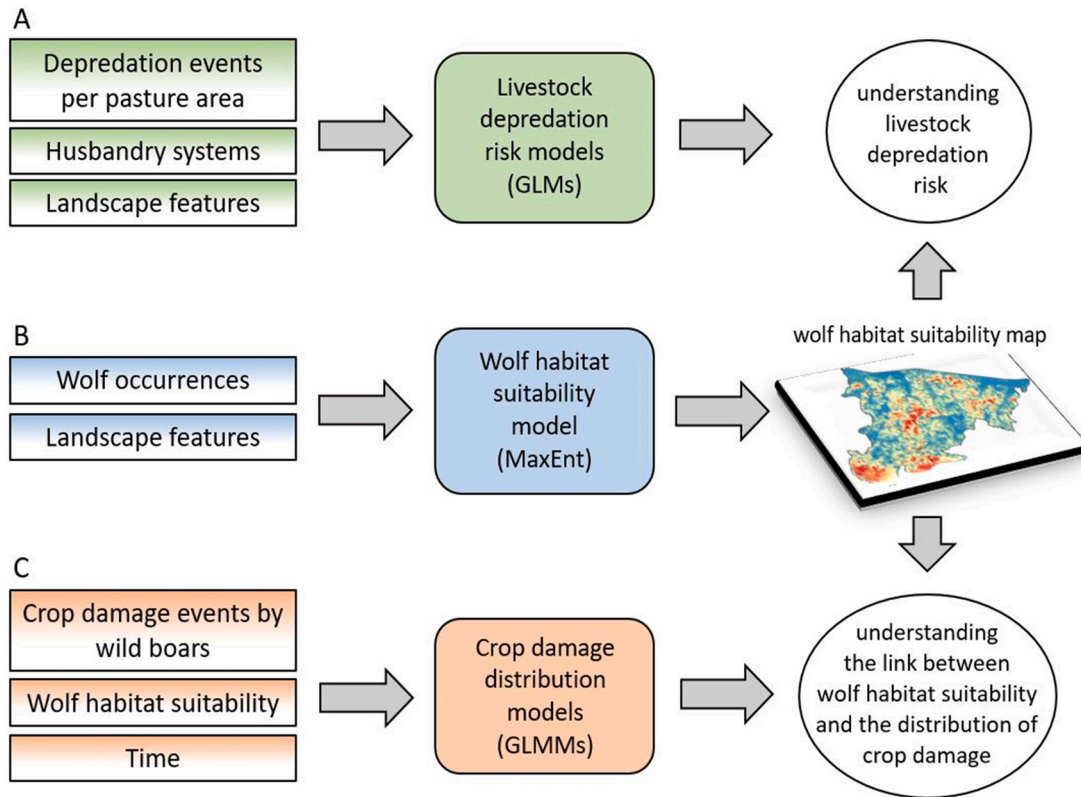 A
Depredation events
per pasture area
Husbandry systems
Landscape features
Livestock
depredation
risk models
(GLMs)
understanding
livestock
depredation
risk
B
Wolf occurrences
Landscape features
Wolf habitat
suitability
model
(MaxEnt)
wolf habitat suitability map
C
Crop damage events by
wild boars
Wolf habitat suitability
Time
Crop damage
distribution
models
(GLMMs)
understanding
the link between
wolf habitat suitability
and the distribution of
crop damage